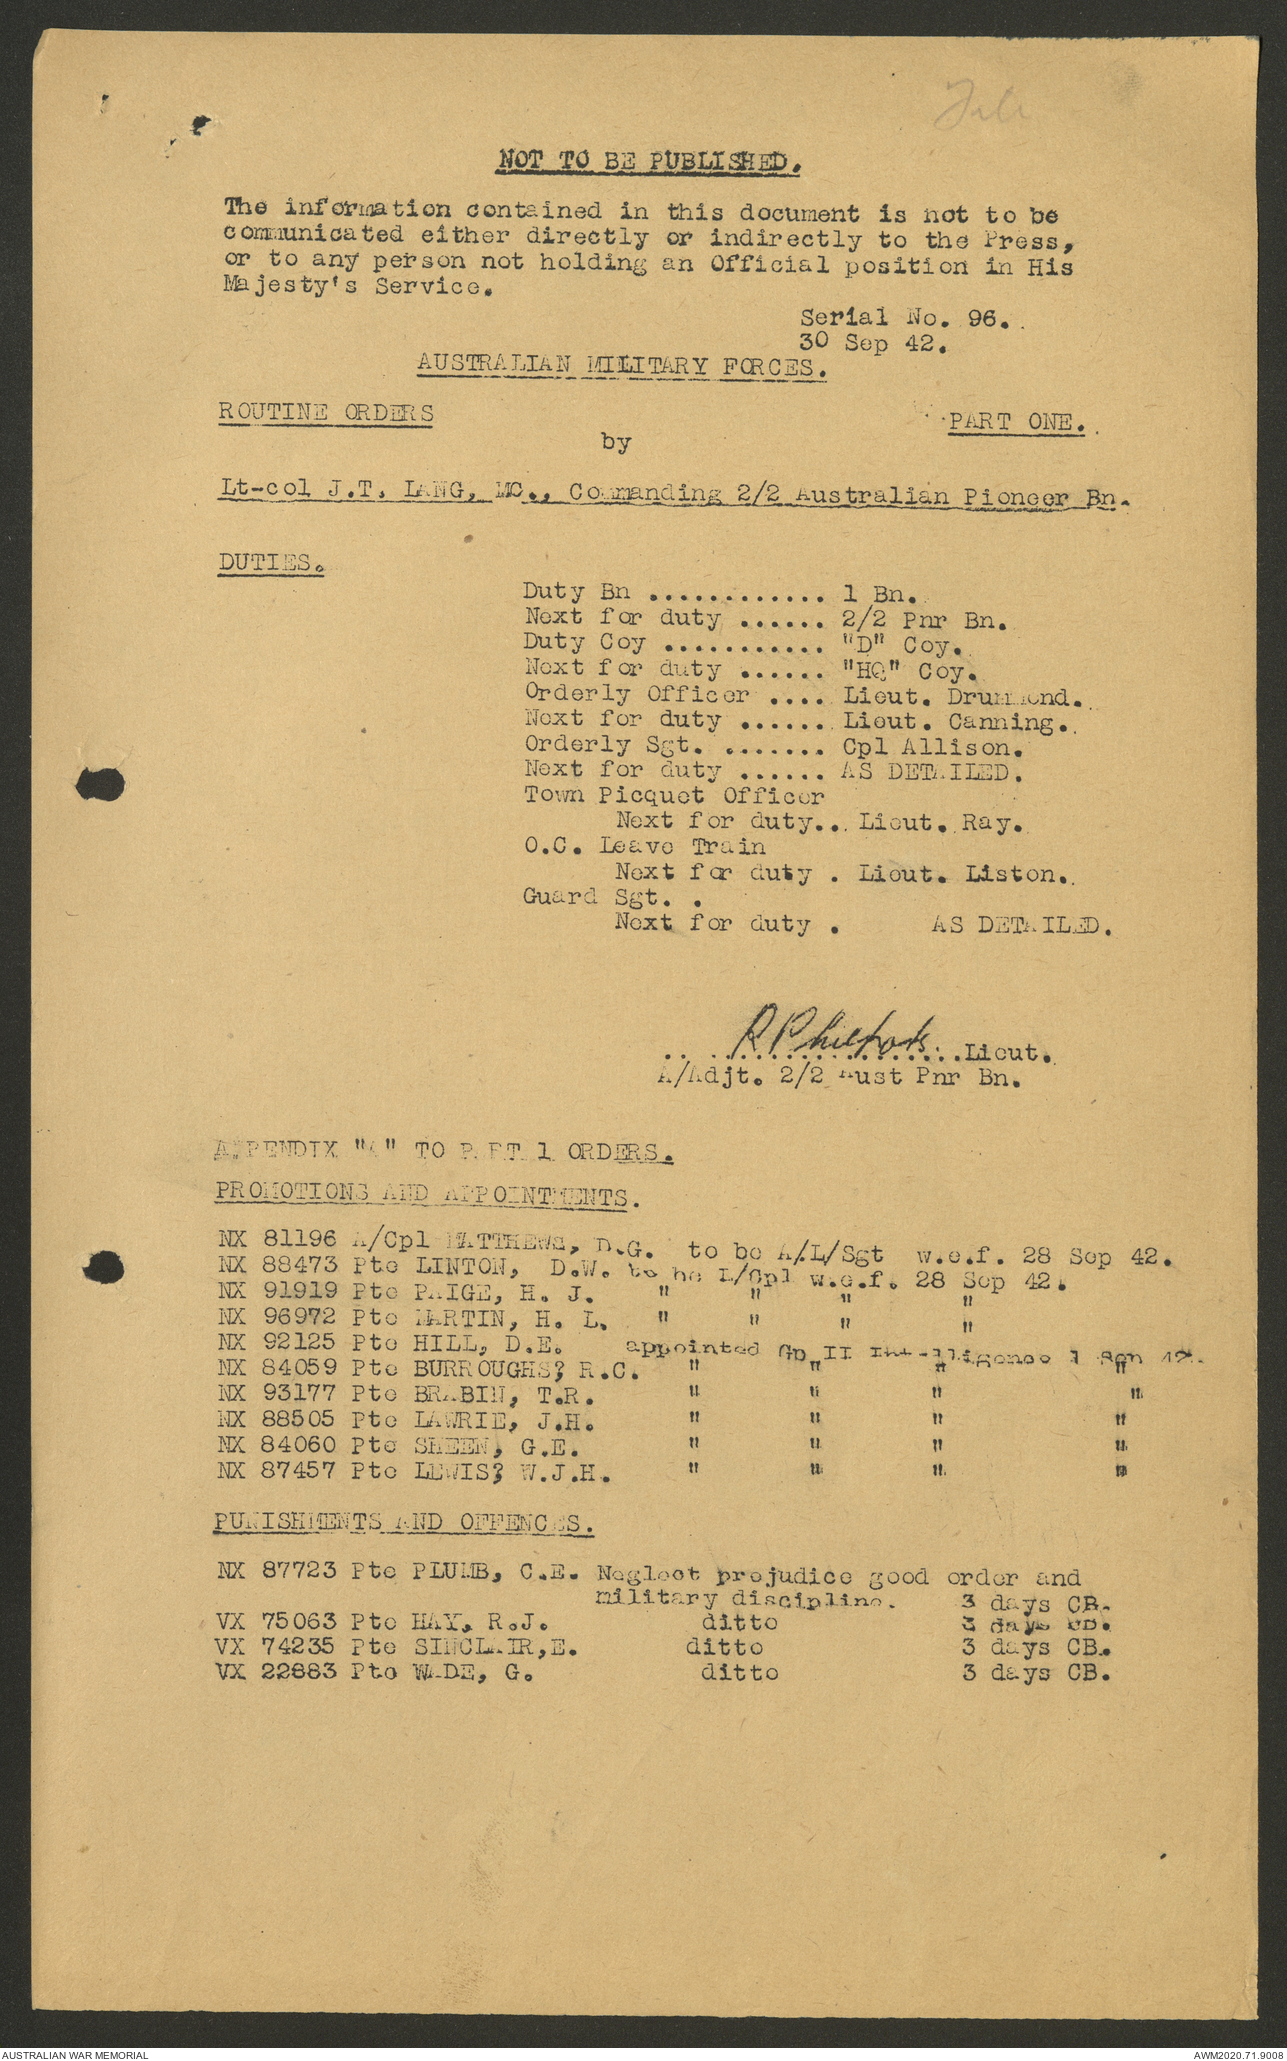 File
NOT TO BE PUBLISHED.
The information contained in this document is not to be
communicated either directly or indirectly to the Press,
or to any person not holding an Official position in His
Majesty's Service.
Serial No. 96.
30 Sep 42.
AUSTRALIAN MILITARY FORCES.
ROUTINE ORDERS PART ONE.
by
Lt-col J.T. LANG, MC., Commanding 2/2 Australian Pioneer Bn.
DUTIES.
Duty Bn ............ 1 Bn.
Next for duty ...... 2/2 Pnr Bn.
Duty Coy ........... "D" Coy.
Next for duty ...... "HQ" Coy.
Orderly Officer .... Lieut. Drummond.
Next for duty ...... Lieut. Canning.
Orderly Sgt. ....... Cpl Allison.
Next for duty ...... AS DETAILED.
Town Picquet Officer
Next for duty... Lieut. Ray.
O.C. Leave Train
Next for duty . Lieut. Liston.
Guard Sgt. .
Next for duty . AS DETAILED.
R Philpots
.. .................Lieut.
A/Adjt. 2/2 Aust Pnr Bn.
APPENDIX "A" TO PART 1 ORDERS.
PROMOTIONS AND APPOINTMENTS.
NX 81196 A/Cpl MATTHEWS, D.G. to be A/L/Sgt w.e.f. 28 Sep 42.
NX 88473 Pte LINTON, D.W. to be L/Cpl w.e.f. 28 Sep 42.
NX 91919 Pte PAIGE, H. J. " " " "
NX 96972 Pte MARTIN, H. L. " " " "
NX 92125 Pte HILL, D.E. appointed Gp II Intelligence 1 Sep 42.
NX 84059 Pte BURROUGHS? R.C. " " " "
NX 93177 Pte BRABIN, T.R. " " " "
NX 88505 Pte LAWRIE, J.H. " " " "
NX 84060 Pte SHEEN, G.E. " " " "
NX 87457 Pte LEWIS? W.J.H. " " " "
PUNISHMENTS AND OFFENCES.
NX 87723 Pte PLUMB, C.E. Neglect prejudice good order and
military discipline. 3 days CB.
VX 75063 Pte HAY, R.J. ditto 3 days CB.
VX 74235 Pte SINCLAIR,E. ditto 3 days CB.
VX 22883 Pte WADE, G. ditto 3 days CB.
AUSTRALIAN WAR MEMORIAL AWM2020.71.9008